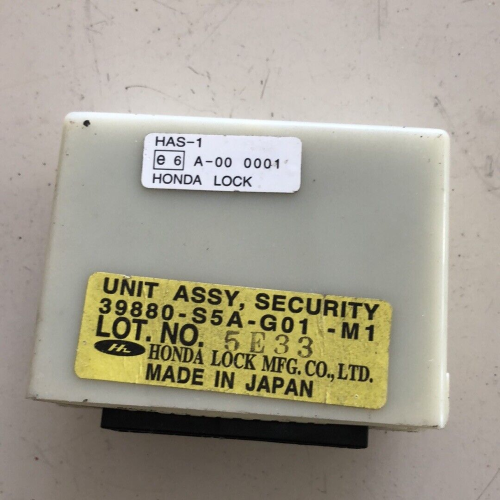 HAS-1
e 6 A-00 0001
HONDA LOCK
UNIT ASSY, SECURITY
39880-S5A-G01 -M1
LOT. NO. 5E33
HL HONDA LOCK MFG. CO., LTD.
MADE IN JAPAN